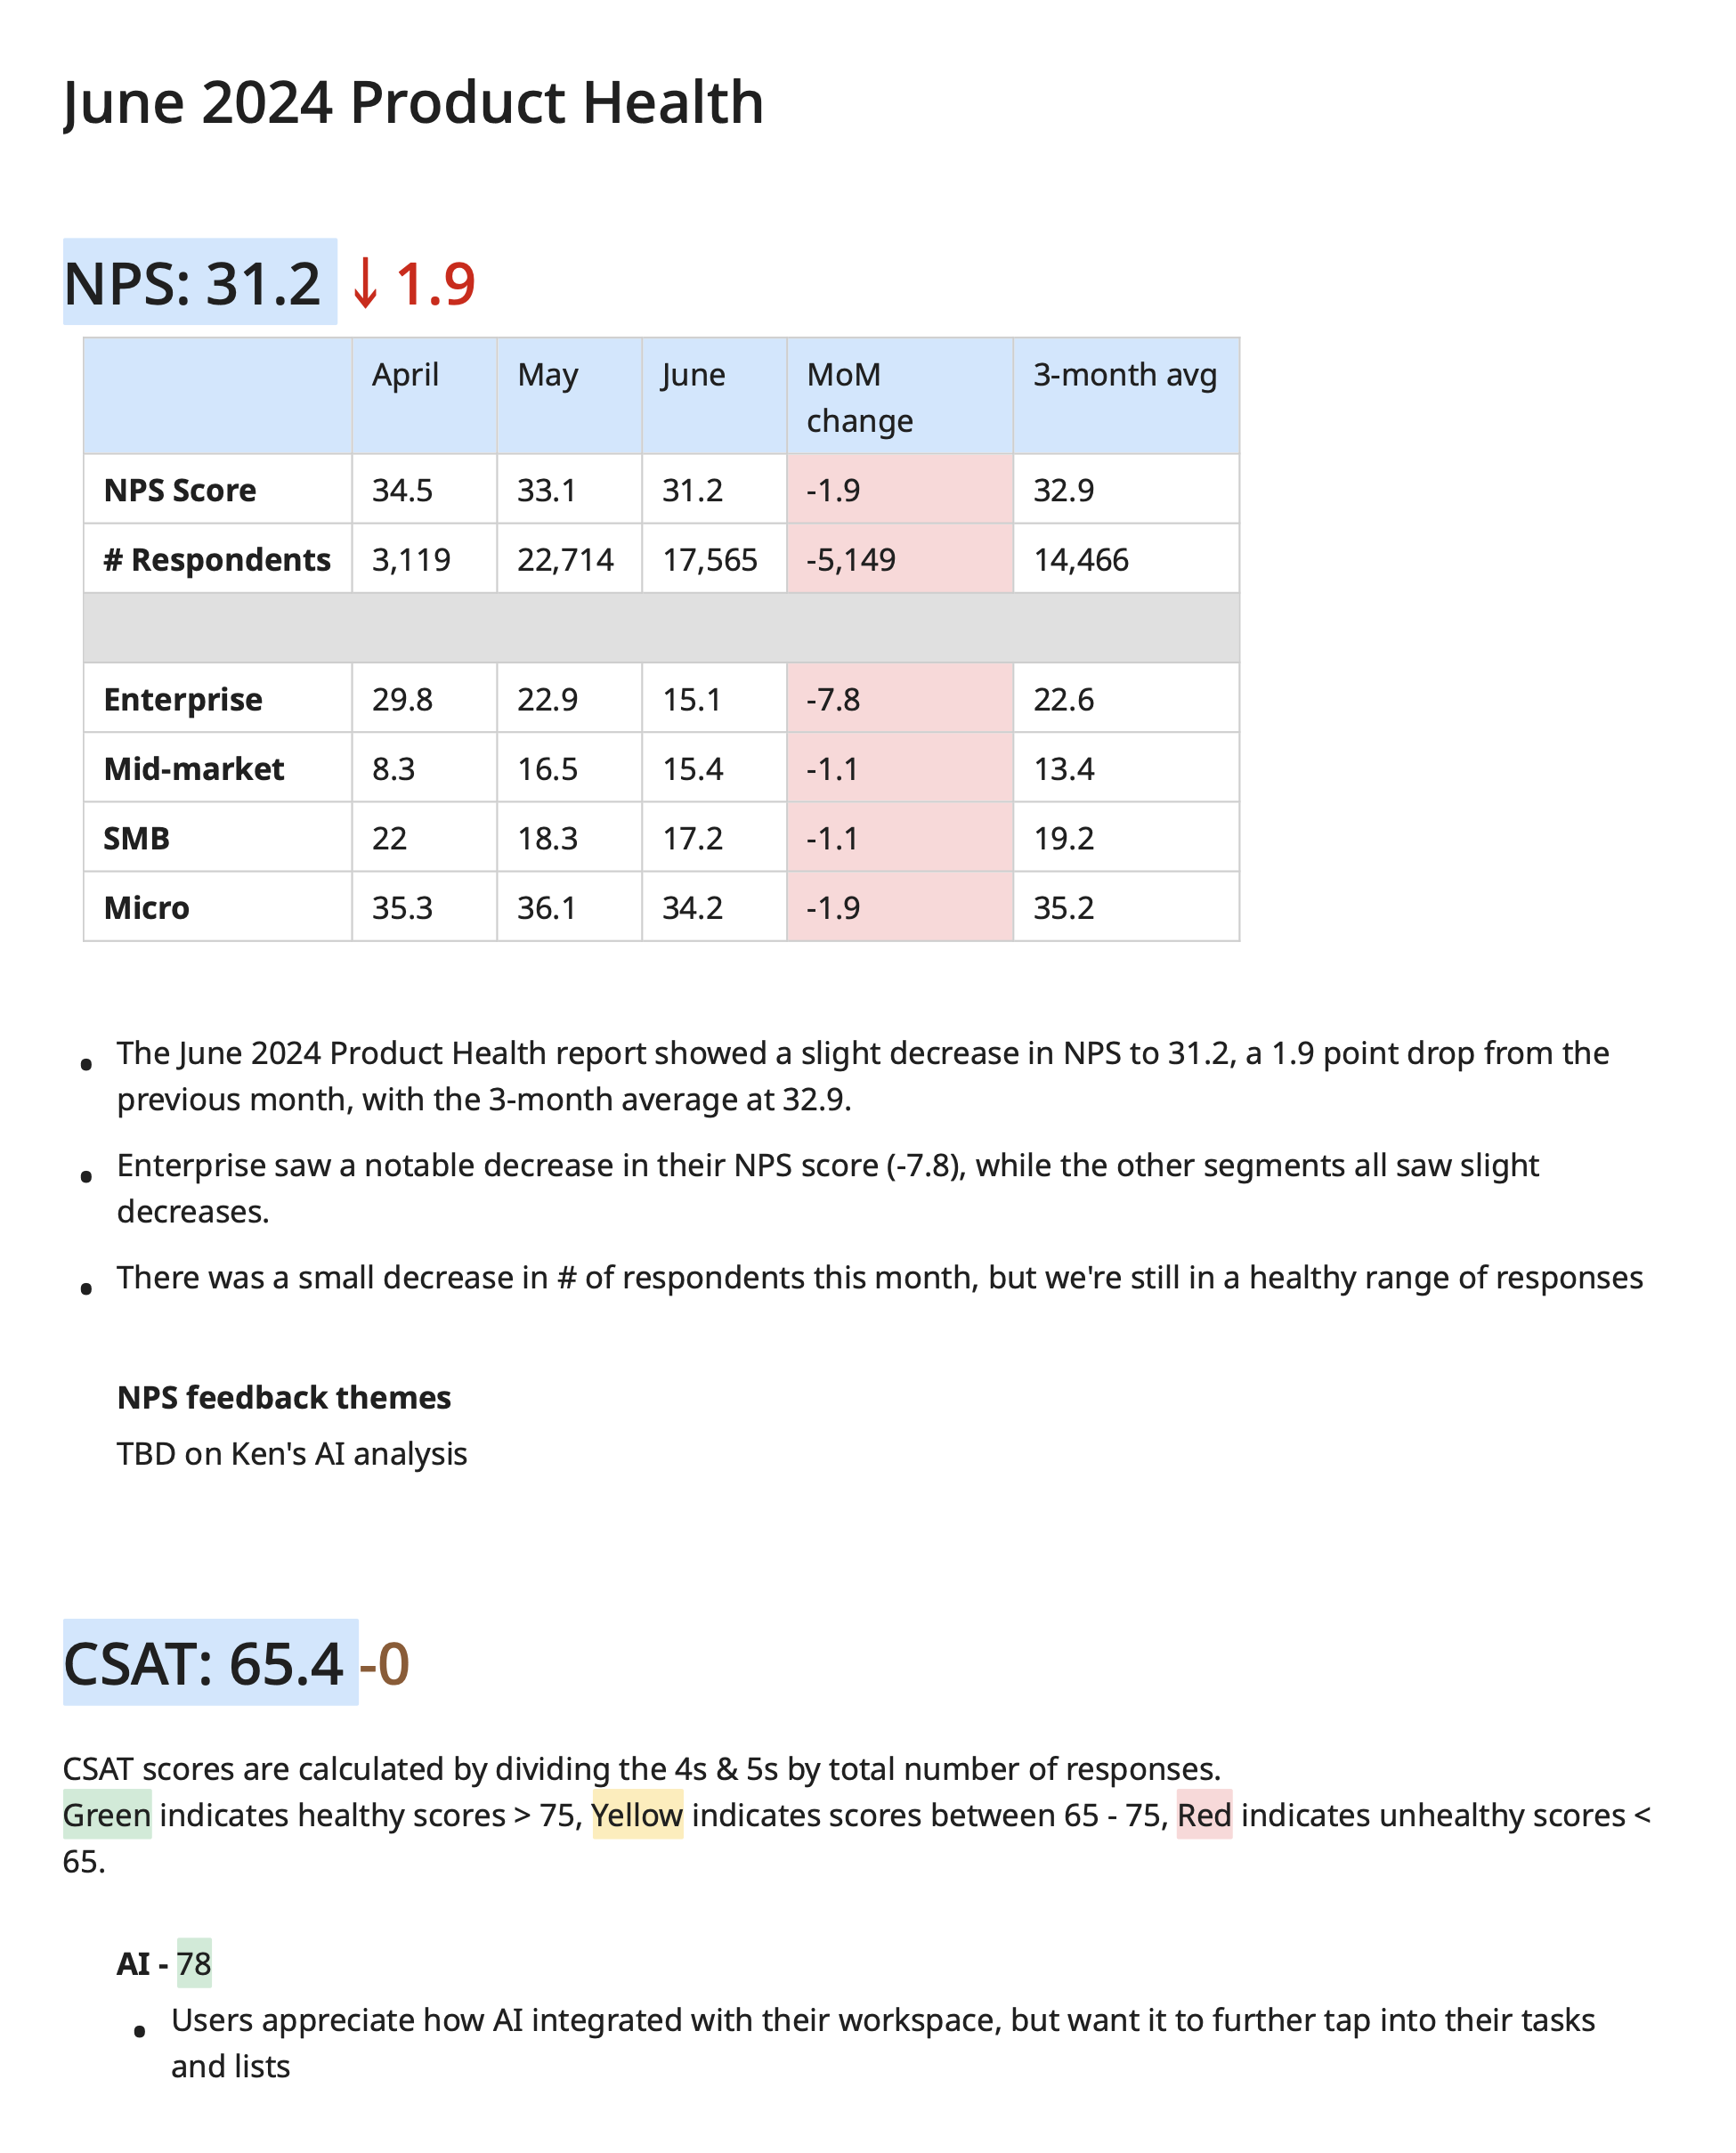 June 2024 Product Health
NPS: 31.2 ↓ 1.9
April May June MoM change 3-month avg
NPS Score 34.5 33.1 31.2 -1.9 32.9
# Respondents 3,119 22,714 17,565 -5,149 14,466
Enterprise 29.8 22.9 15.1 -7.8 22.6
Mid-market 8.3 16.5 15.4 -1.1 13.4
SMB 22 18.3 17.2 -1.1 19.2
Micro 35.3 36.1 34.2 -1.9 35.2
• The June 2024 Product Health report showed a slight decrease in NPS to 31.2, a 1.9 point drop from the
previous month, with the 3-month average at 32.9.
• Enterprise saw a notable decrease in their NPS score (-7.8), while the other segments all saw slight
decreases.
• There was a small decrease in # of respondents this month, but we're still in a healthy range of responses
NPS feedback themes
TBD on Ken's AI analysis
CSAT: 65.4 -0
CSAT scores are calculated by dividing the 4s & 5s by total number of responses.
Green indicates healthy scores > 75, Yellow indicates scores between 65 - 75, Red indicates unhealthy scores <
65.
AI - 78
• Users appreciate how AI integrated with their workspace, but want it to further tap into their tasks
and lists